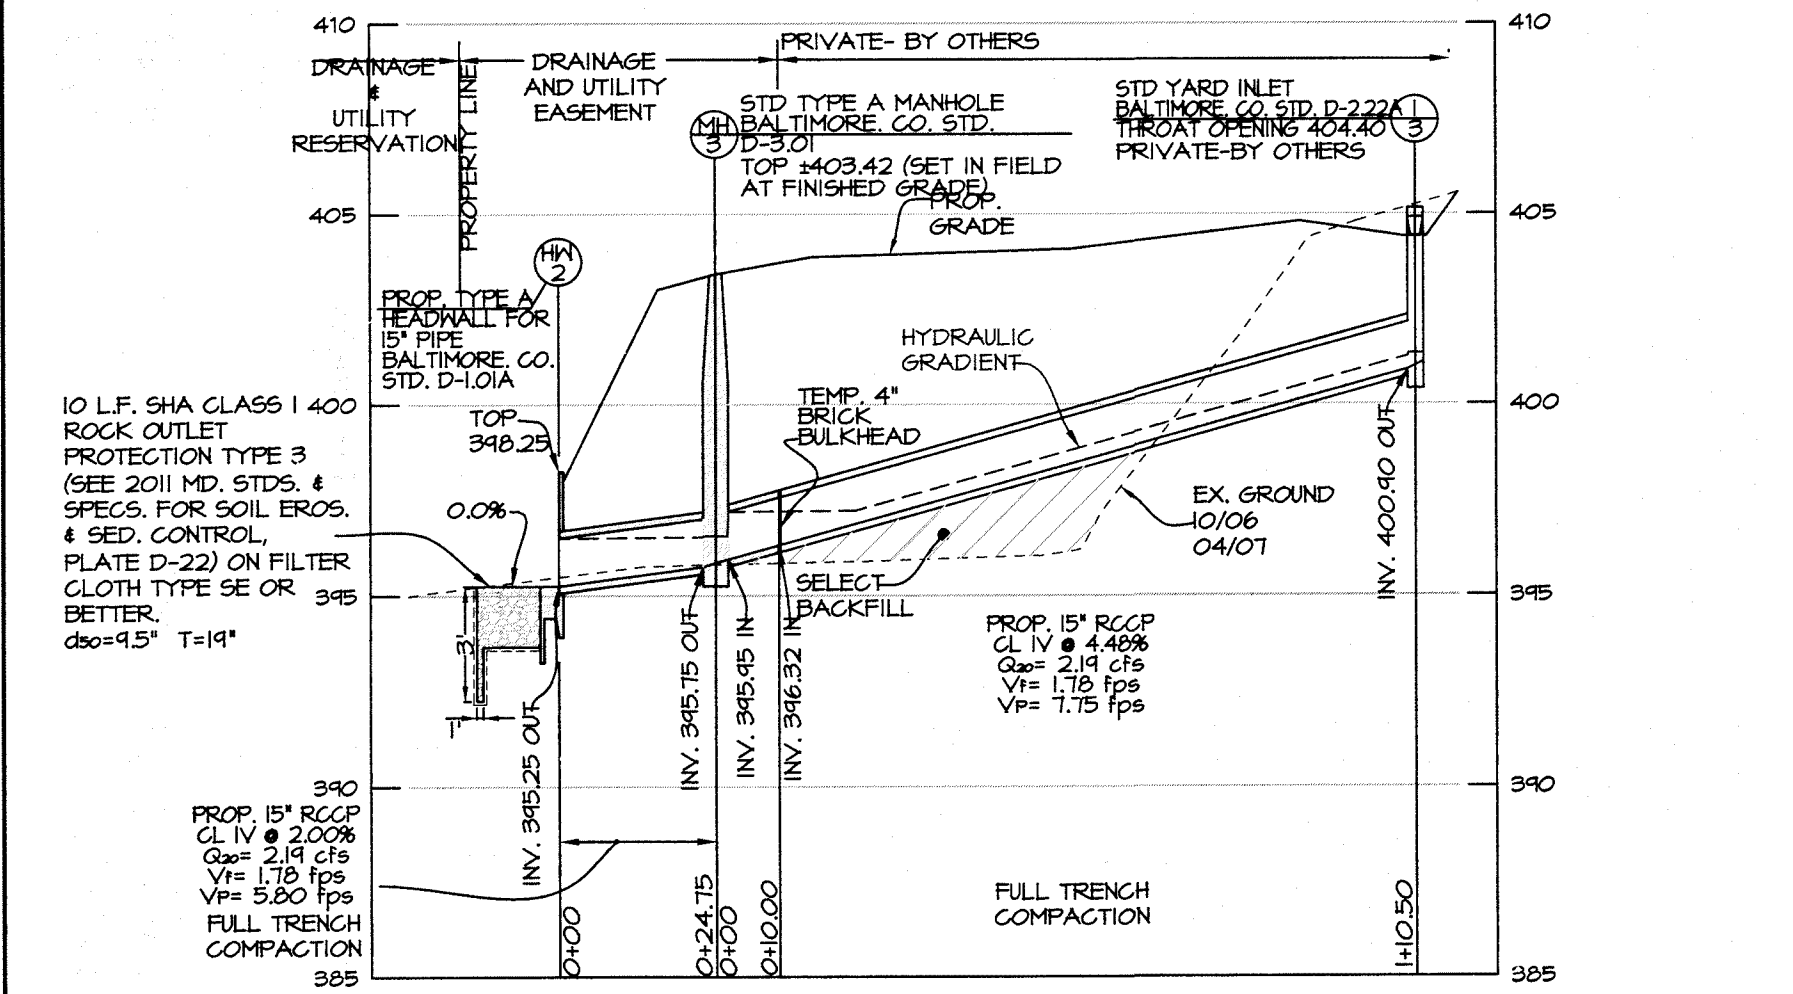 410
410
PRIVATE- BY OTHERS
DRAINAGE
&
UTILITY
RESERVATION
PROPERTY LINE
DRAINAGE
AND UTILITY
EASEMENT
MH
3
STD TYPE A MANHOLE
BALTIMORE. CO. STD.
D-3.01
TOP ±403.42 (SET IN FIELD
AT FINISHED GRADE)
STD YARD INLET
BALTIMORE. CO. STD. D-2.22A
THROAT OPENING 404.40
PRIVATE-BY OTHERS
I
3
405
405
PROP.
GRADE
HW
2
PROP. TYPE A
HEADWALL FOR
15" PIPE
BALTIMORE. CO.
STD. D-1.01A
HYDRAULIC
GRADIENT
TEMP. 4"
BRICK
BULKHEAD
400
400
TOP
398.25
10 L.F. SHA CLASS I
ROCK OUTLET
PROTECTION TYPE 3
(SEE 2011 MD. STDS. &
SPECS. FOR SOIL EROS.
& SED. CONTROL,
PLATE D-22) ON FILTER
CLOTH TYPE SE OR
BETTER.
d50=9.5" T=19"
0.0%
EX. GROUND
10/06
04/07
INV. 400.90 OUT
395
395
SELECT
BACKFILL
3'
1'
INV. 395.25 OUT
INV. 395.75 OUT
INV. 395.95 IN
INV. 396.32 IN
PROP. 15" RCCP
CL IV @ 4.48%
Q20= 2.19 cfs
Vf= 1.78 fps
Vp= 7.75 fps
390
390
PROP. 15" RCCP
CL IV @ 2.00%
Q20= 2.19 cfs
Vf= 1.78 fps
Vp= 5.80 fps
FULL TRENCH
COMPACTION
FULL TRENCH
COMPACTION
0+00
0+24.75
0+00
0+10.00
1+10.50
385
385